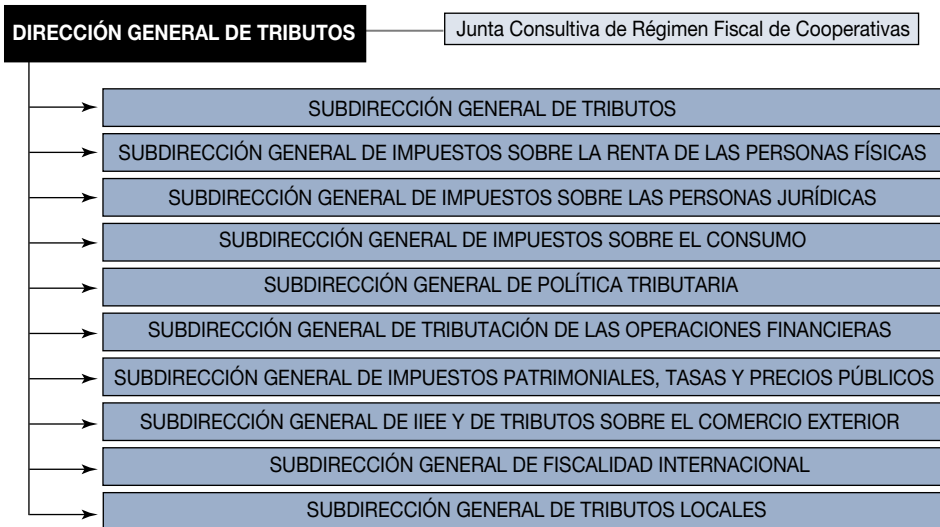 DIRECCIÓN GENERAL DE TRIBUTOS
Junta Consultiva de Régimen Fiscal de Cooperativas
SUBDIRECCIÓN GENERAL DE TRIBUTOS
SUBDIRECCIÓN GENERAL DE IMPUESTOS SOBRE LA RENTA DE LAS PERSONAS FÍSICAS
SUBDIRECCIÓN GENERAL DE IMPUESTOS SOBRE LAS PERSONAS JURÍDICAS
SUBDIRECCIÓN GENERAL DE IMPUESTOS SOBRE EL CONSUMO
SUBDIRECCIÓN GENERAL DE POLÍTICA TRIBUTARIA
SUBDIRECCIÓN GENERAL DE TRIBUTACIÓN DE LAS OPERACIONES FINANCIERAS
SUBDIRECCIÓN GENERAL DE IMPUESTOS PATRIMONIALES, TASAS Y PRECIOS PÚBLICOS
SUBDIRECCIÓN GENERAL DE IIEE Y DE TRIBUTOS SOBRE EL COMERCIO EXTERIOR
SUBDIRECCIÓN GENERAL DE FISCALIDAD INTERNACIONAL
SUBDIRECCIÓN GENERAL DE TRIBUTOS LOCALES